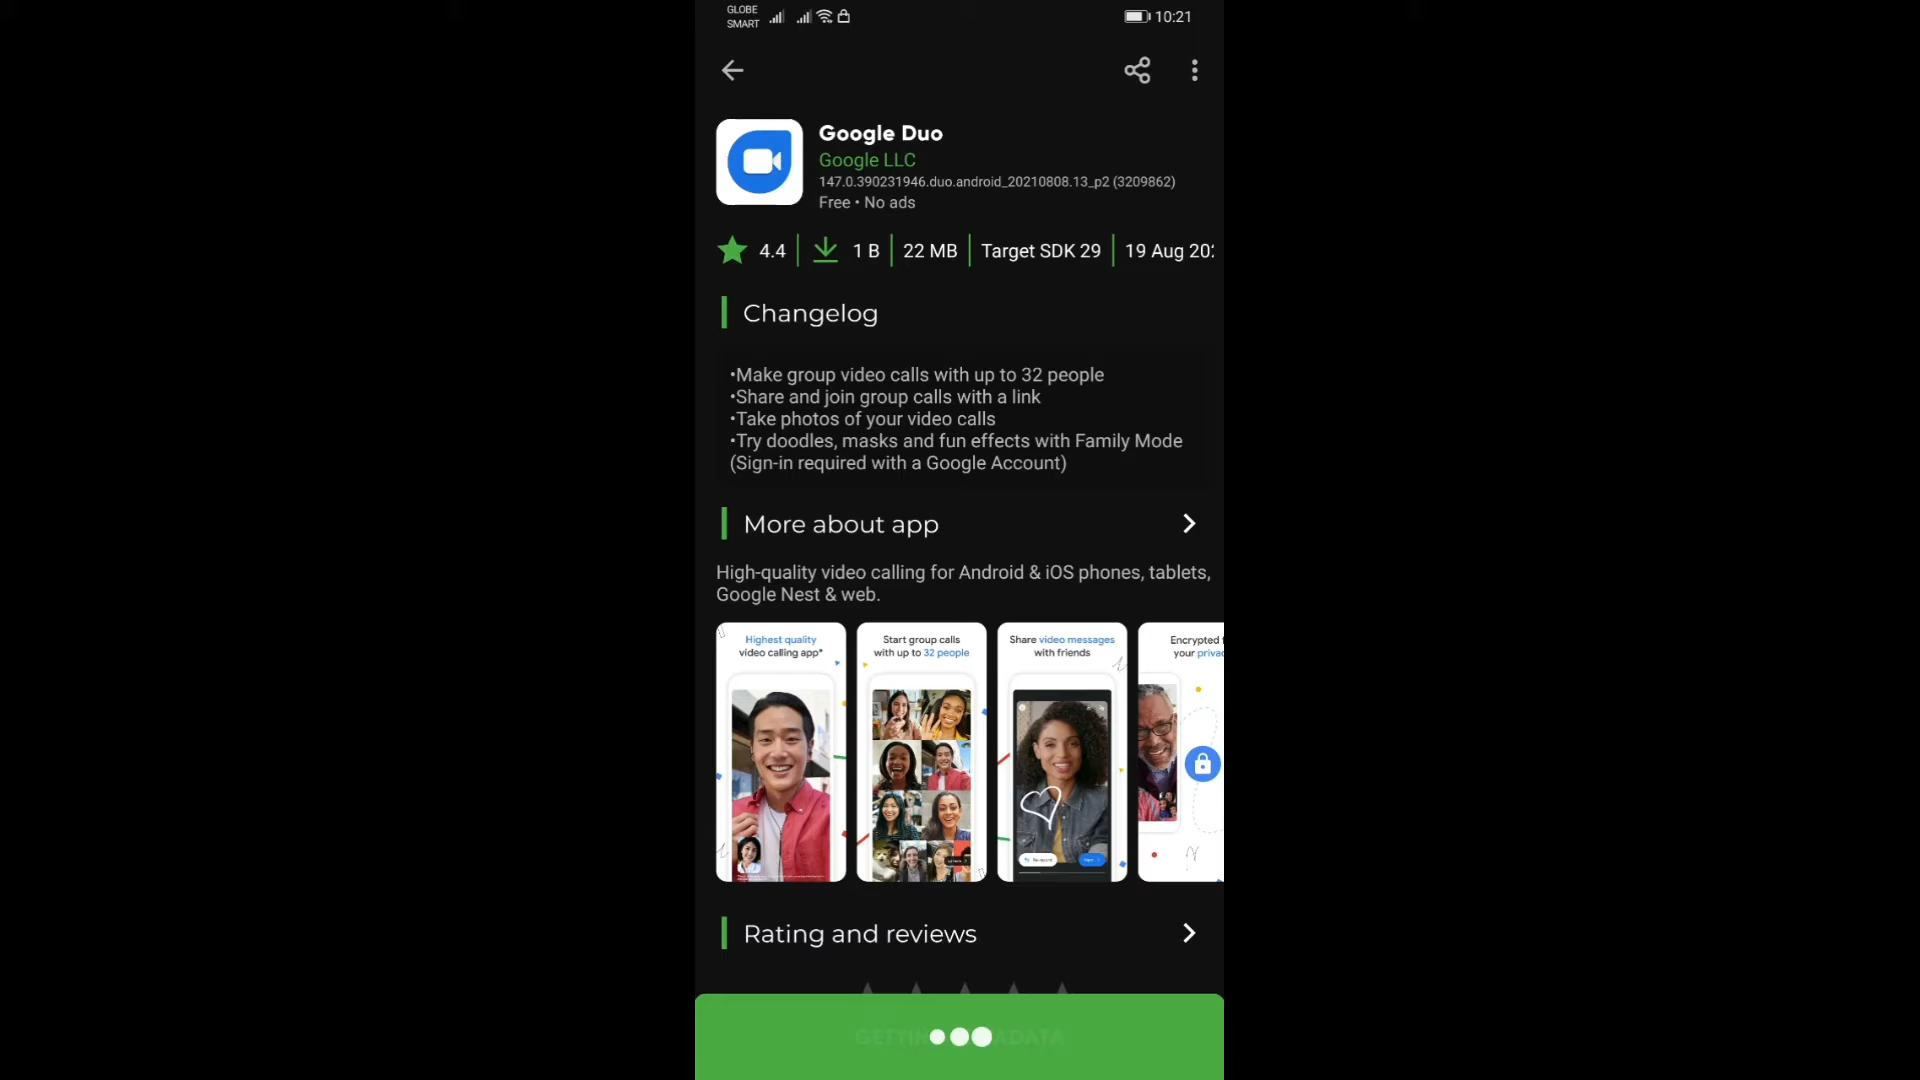 GLOBE
SMART
10:21
Google Duo
Google LLC
147.0.390231946.duo.android_20210808.13_p2 (3209862)
Free • No ads
4.4
1 B
22 MB
Target SDK 29
19 Aug 20
Changelog
•Make group video calls with up to 32 people
•Share and join group calls with a link
•Take photos of your video calls
•Try doodles, masks and fun effects with Family Mode
(Sign-in required with a Google Account)
More about app
High-quality video calling for Android & iOS phones, tablets,
Google Nest & web.
Highest quality
video calling app*
Start group calls
with up to 32 people
Share video messages
with friends
Encrypted
your
Rating and reviews